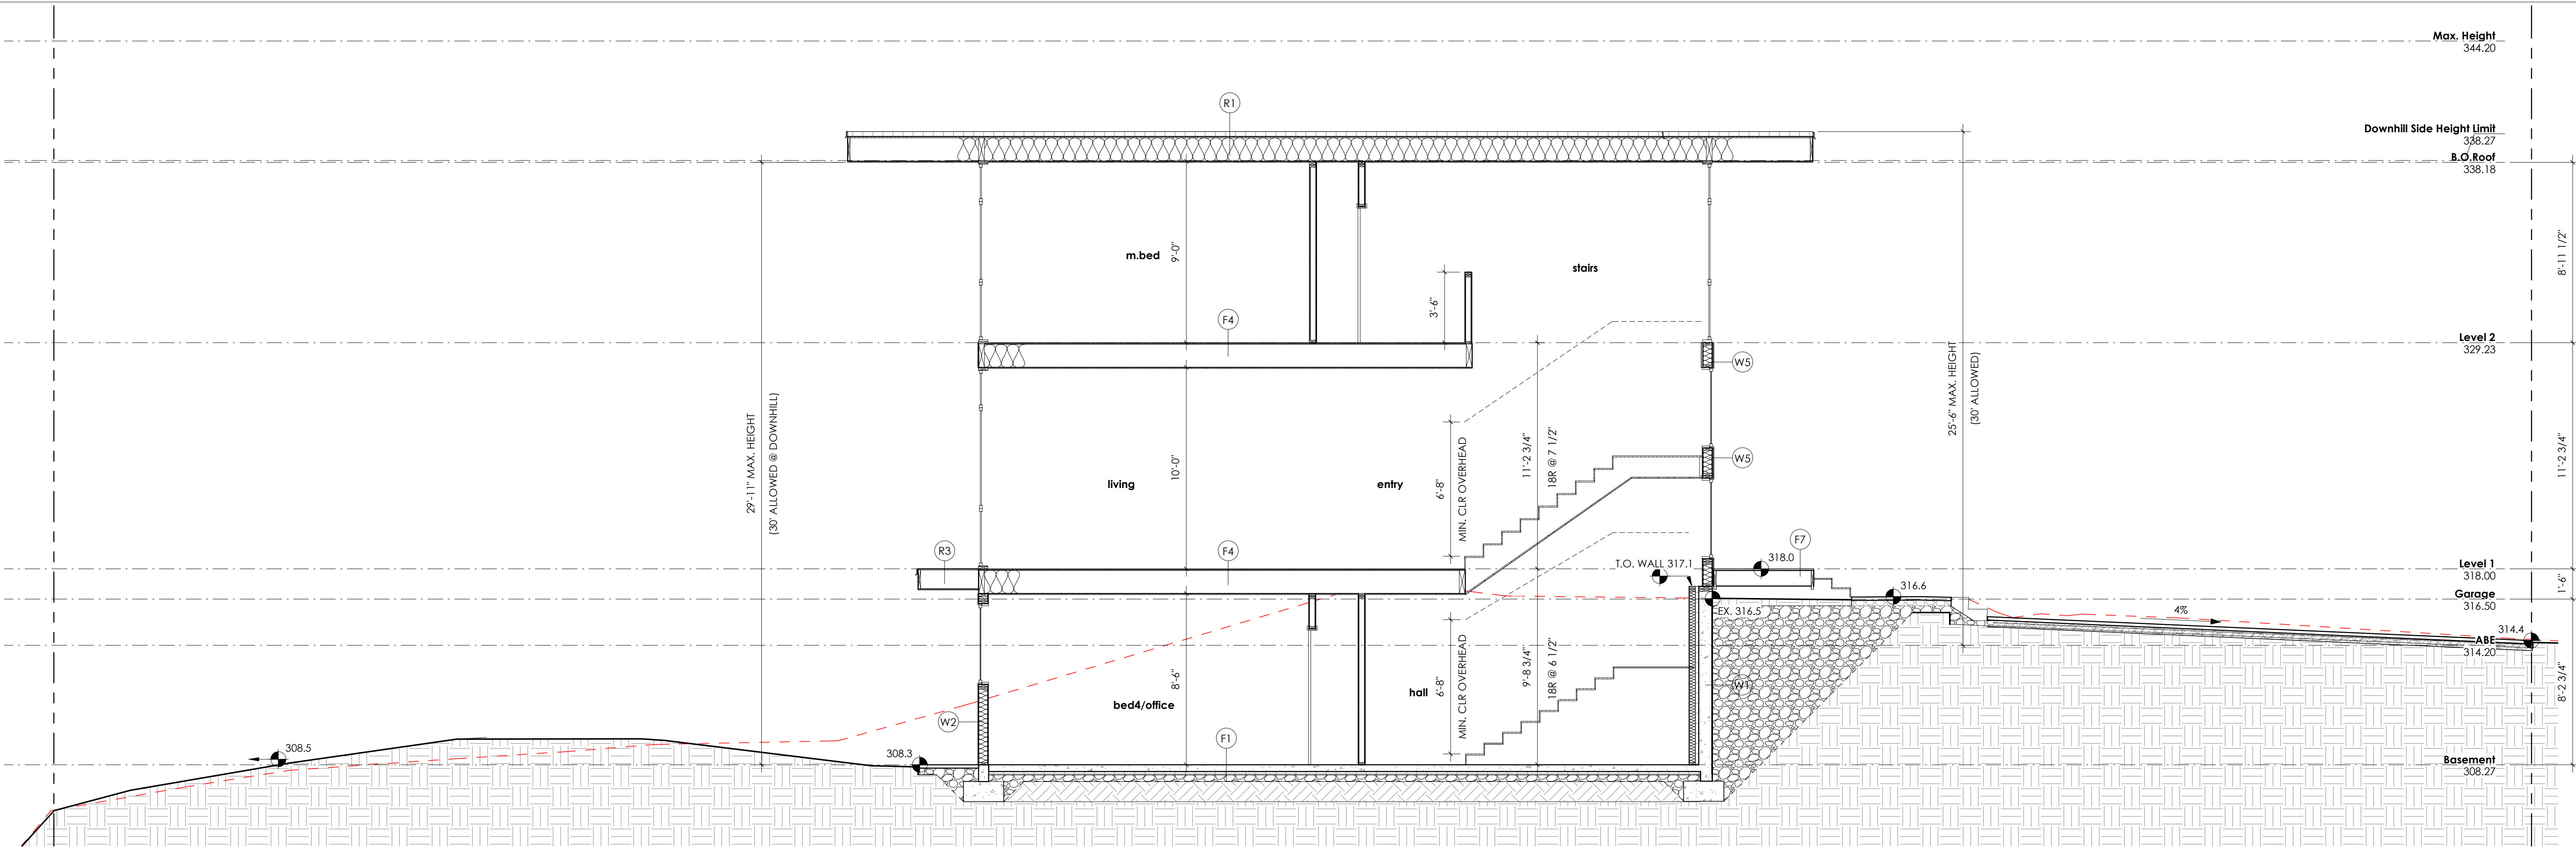 Max. Height
344.20
R1
Downhill Side Height Limit
338.27
B.O.Roof
338.18
m.bed
9'-0"
stairs
8'-11 1/2"
3'-6"
F4
Level 2
329.23
W5
29'-11" MAX. HEIGHT
(30' ALLOWED @ DOWNHILL)
25'-6" MAX. HEIGHT
(30' ALLOWED)
living
10'-0"
entry
6'-8"
MIN. CLR OVERHEAD
11'-2 3/4"
18R @ 7 1/2"
W5
11'-2 3/4"
R3
F4
T.O. WALL 317.1
318.0
F7
Level 1
318.00
1'-6"
EX. 316.5
316.6
Garage
316.50
4%
314.4
ABE
314.20
8'-6"
bed4/office
hall
6'-8"
MIN. CLR OVERHEAD
9'-8 3/4"
18R @ 6 1/2"
W1
8'-2 3/4"
W2
308.5
308.3
F1
Basement
308.27